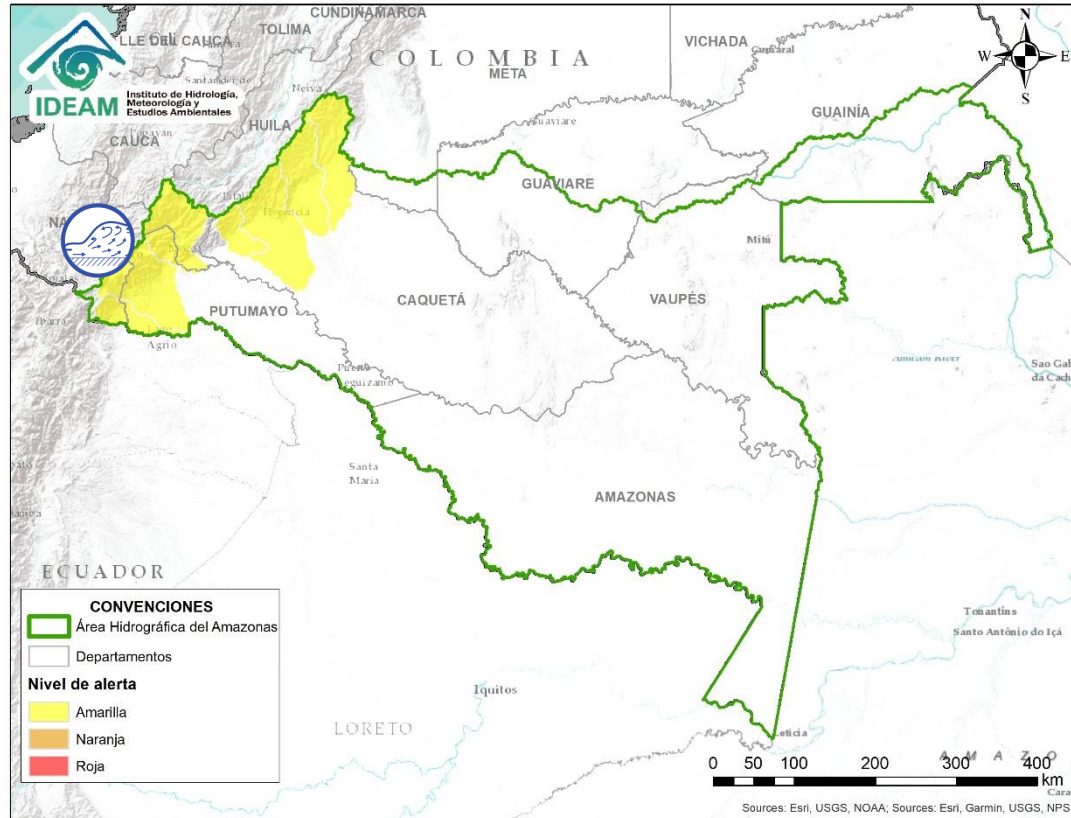 CUNDINAMARCA
TOLIMA
COLOMBIA
VICHADA
META
Neiva
HUILA
CAUCA
IDEAM
Instituto de Hidrología,
Meteorología y
Estudios Ambientales
N
W
E
S
GUAINÍA
GUAVIARE
Florencia
Mitú
CAQUETÁ
VAUPÉS
PUTUMAYO
Ibarra
Agrio
Santa
Maria
AMAZONAS
ECUADOR
Tonantins
Santo Antônio do Içá
Iquitos
LORETO
Leticia
CONVENCIONES
Área Hidrográfica del Amazonas
Departamentos
Nivel de alerta
Amarilla
Naranja
Roja
0 50 100 200 300 400
km
Sources: Esri, USGS, NOAA; Sources: Esri, Garmin, USGS, NPS